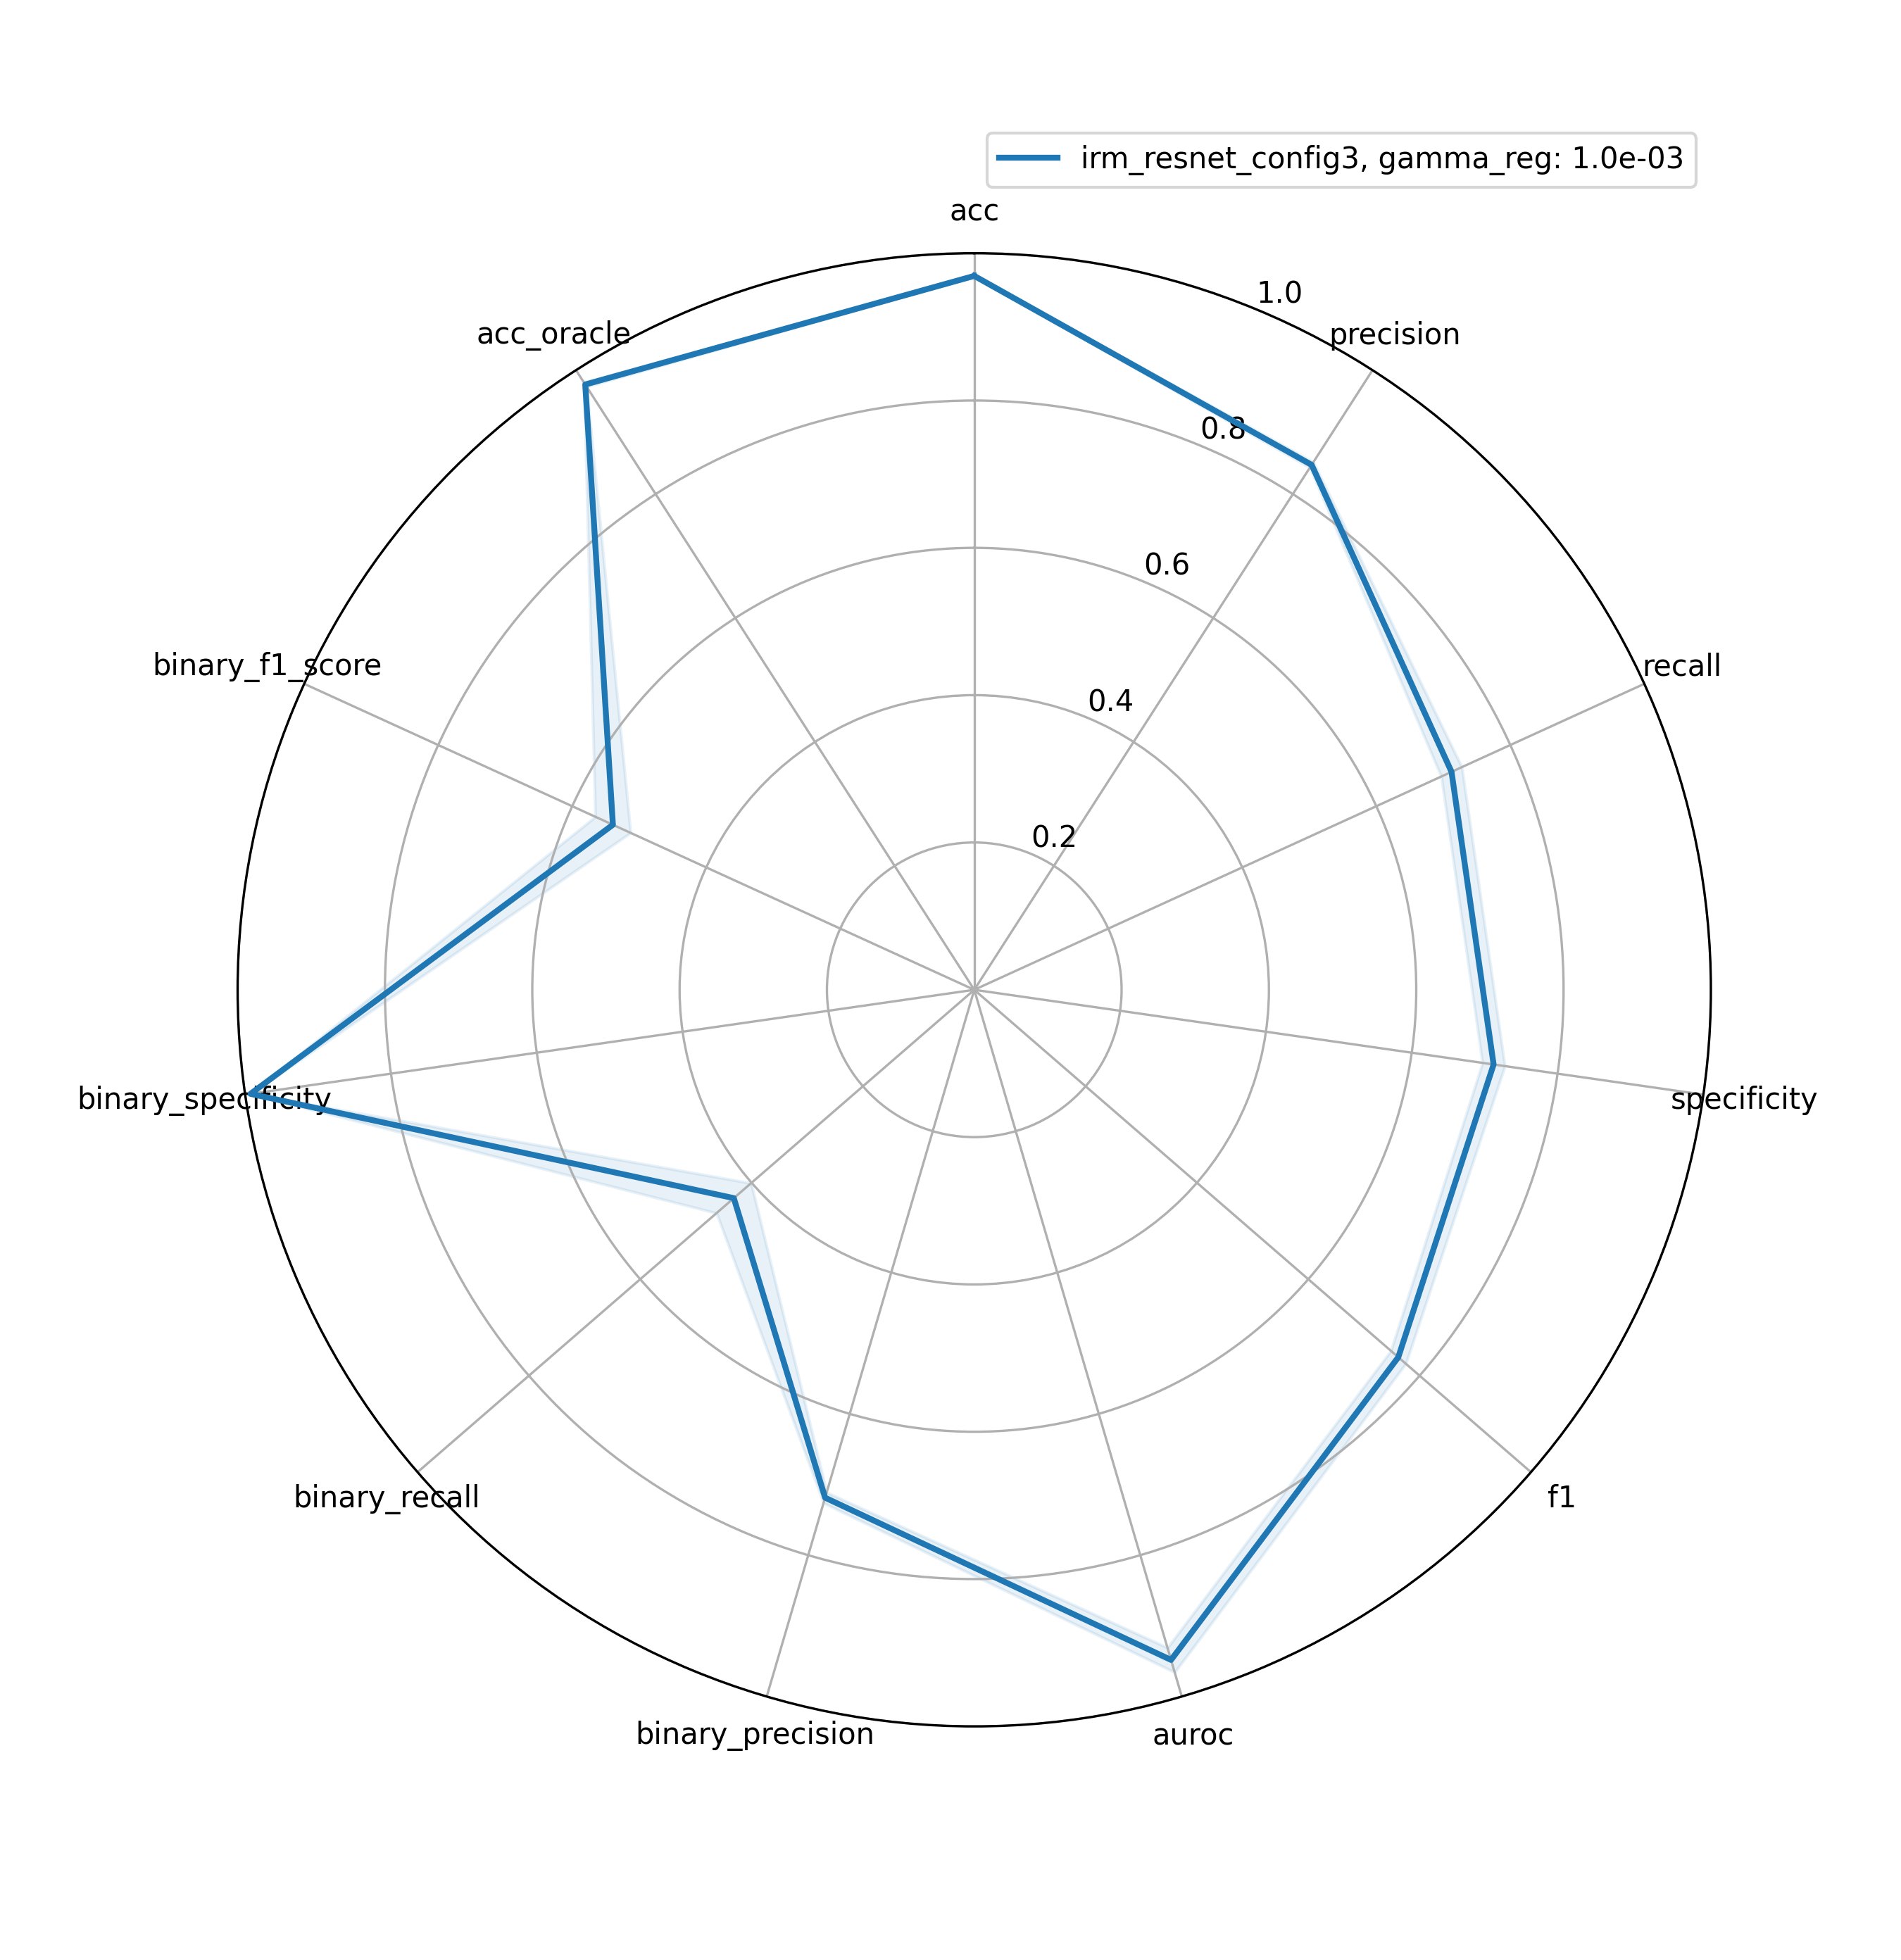 irm_resnet_config3, gamma_reg: 1.0e-03
acc
1.0
acc_oracle
precision
0.8
0.6
binary_f1_score
recall
0.4
0.2
binary_specificity
specificity
binary_recall
f1
binary_precision
auroc